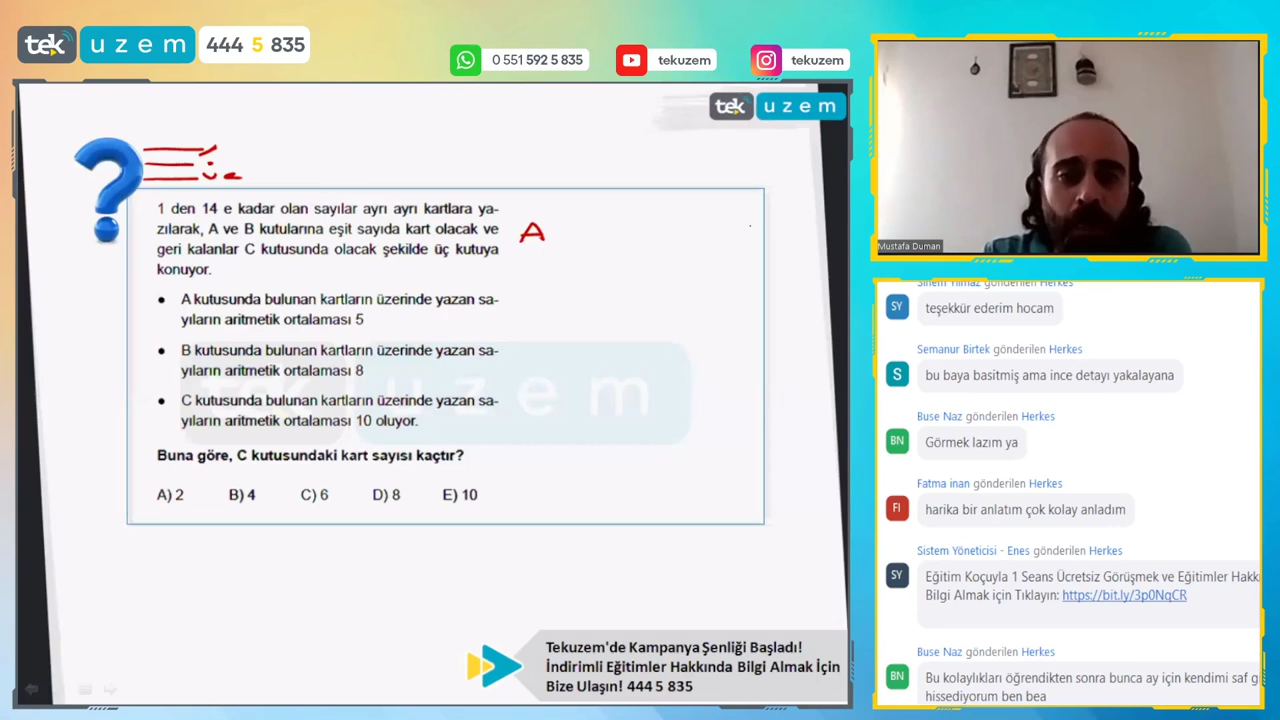 tek uzem 444 5 835
0 551 592 5 835
tekuzem
tekuzem
tek uzem
A
1 den 14 e kadar olan sayılar ayrı ayrı kartlara ya-
zılarak, A ve B kutularına eşit sayıda kart olacak ve
geri kalanlar C kutusunda olacak şekilde üç kutuya
konuyor.
• A kutusunda bulunan kartların üzerinde yazan sa-
yıların aritmetik ortalaması 5
• B kutusunda bulunan kartların üzerinde yazan sa-
yıların aritmetik ortalaması 8
• C kutusunda bulunan kartların üzerinde yazan sa-
yıların aritmetik ortalaması 10 oluyor.
Buna göre, C kutusundaki kart sayısı kaçtır?
A) 2 B) 4 C) 6 D) 8 E) 10
tek uzem
Tekuzem'de Kampanya Şenliği Başladı!
İndirimli Eğitimler Hakkında Bilgi Almak İçin
Bize Ulaşın! 444 5 835
Mustafa Duman
Sinem Yılmaz gönderilen Herkes
SY
teşekkür ederim hocam
Semanur Birtek gönderilen Herkes
S
bu baya basitmiş ama ince detayı yakalayana
Buse Naz gönderilen Herkes
BN
Görmek lazım ya
Fatma inan gönderilen Herkes
FI
harika bir anlatım çok kolay anladım
Sistem Yöneticisi - Enes gönderilen Herkes
SY
Eğitim Koçuyla 1 Seans Ücretsiz Görüşmek ve Eğitimler Hakk
Bilgi Almak için Tıklayın: https://bit.ly/3p0NqCR
Buse Naz gönderilen Herkes
BN
Bu kolaylıkları öğrendikten sonra bunca ay için kendimi saf g
hissediyorum ben bea